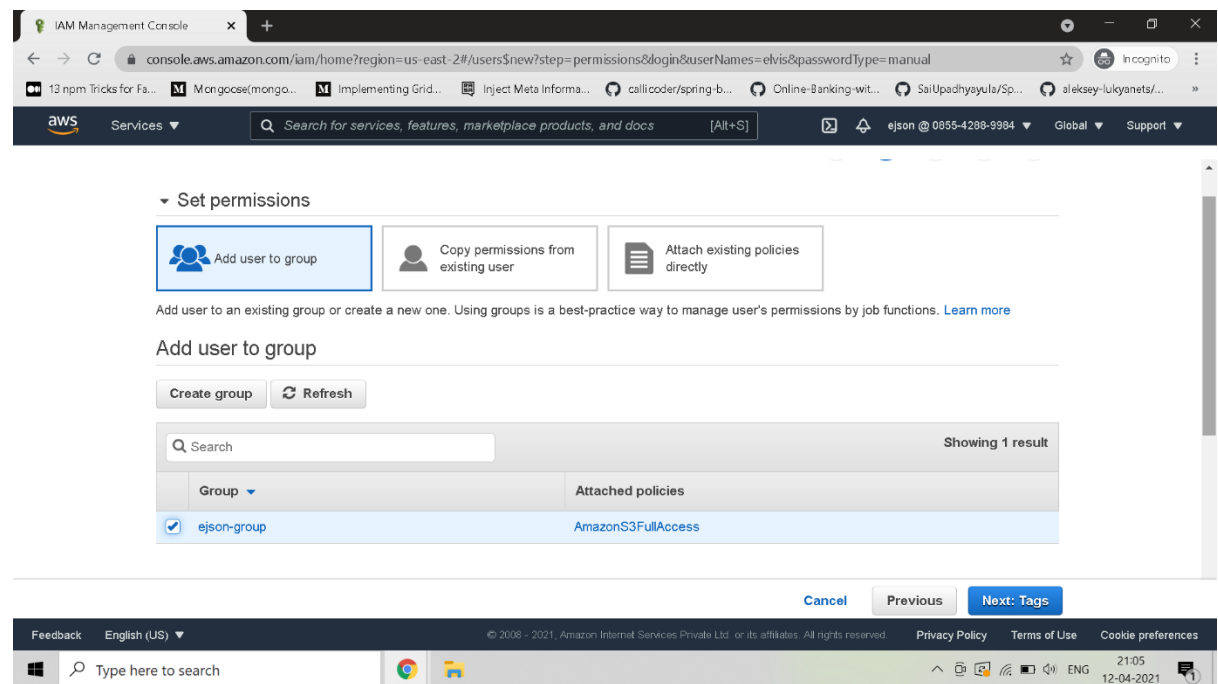 IAM Management Console
console.aws.amazon.com/iam/home?region=us-east-2#/users$new?step=permissions&login&userNames=elvis&passwordType=manual
Incognito
13 npm Tricks for Fa...
M Mongoose(mongo...
M Implementing Grid...
Inject Meta Informa...
callicoder/spring-b...
Online-Banking-wit...
SaiUpadhyayula/Sp...
aleksey-lukyanets/...
»
aws
Services ▼
Search for services, features, marketplace products, and docs [Alt+S]
ejson @ 0855-4288-9984 ▼
Global ▼
Support ▼
Set permissions
Add user to group
Copy permissions from
existing user
Attach existing policies
directly
Add user to an existing group or create a new one. Using groups is a best-practice way to manage user's permissions by job functions. Learn more
Add user to group
Create group
Refresh
Search
Showing 1 result
Group
Attached policies
ejson-group
AmazonS3FullAccess
Cancel
Previous
Next: Tags
Feedback
English (US) ▼
© 2008 - 2021, Amazon Internet Services Private Ltd. or its affiliates. All rights reserved.
Privacy Policy
Terms of Use
Cookie preferences
Type here to search
ENG
21:05
12-04-2021
1